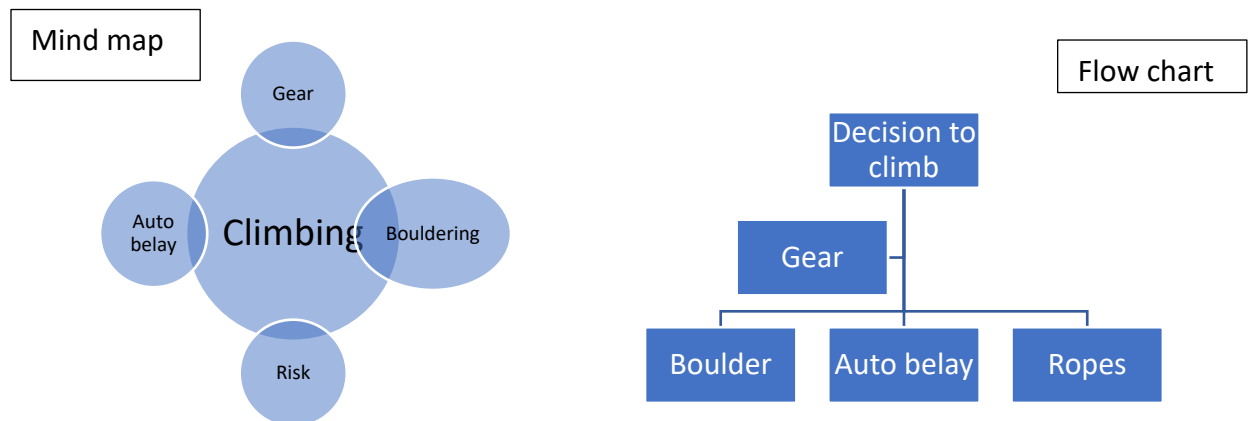 Mind map
Gear
Auto
belay
Climbing
Bouldering
Risk
Flow chart
Decision to
climb
Gear
Boulder
Auto belay
Ropes